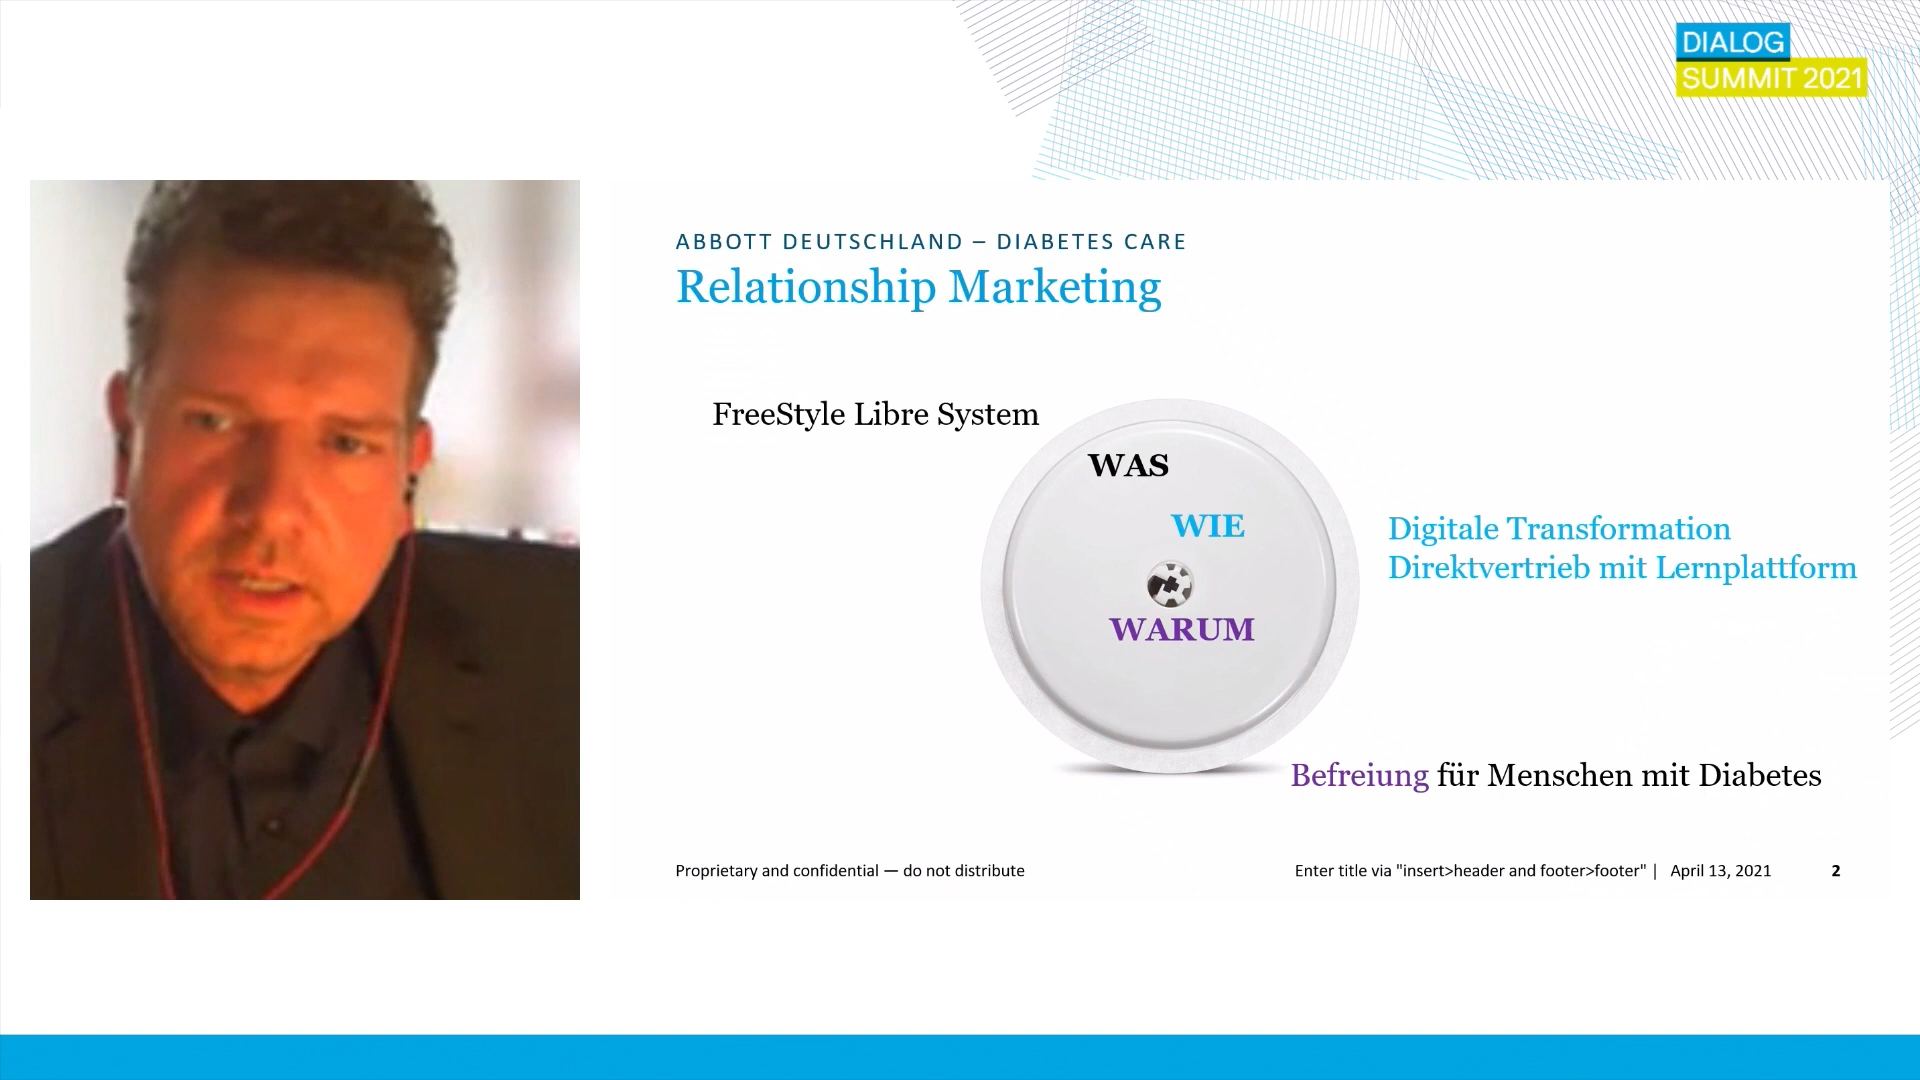 DIALOG
SUMMIT 2021
ABBOTT DEUTSCHLAND – DIABETES CARE
Relationship Marketing
FreeStyle Libre System
WAS
WIE
Digitale Transformation
Direktvertrieb mit Lernplattform
WARUM
Befreiung für Menschen mit Diabetes
Proprietary and confidential — do not distribute
Enter title via "insert>header and footer>footer" | April 13, 2021 2